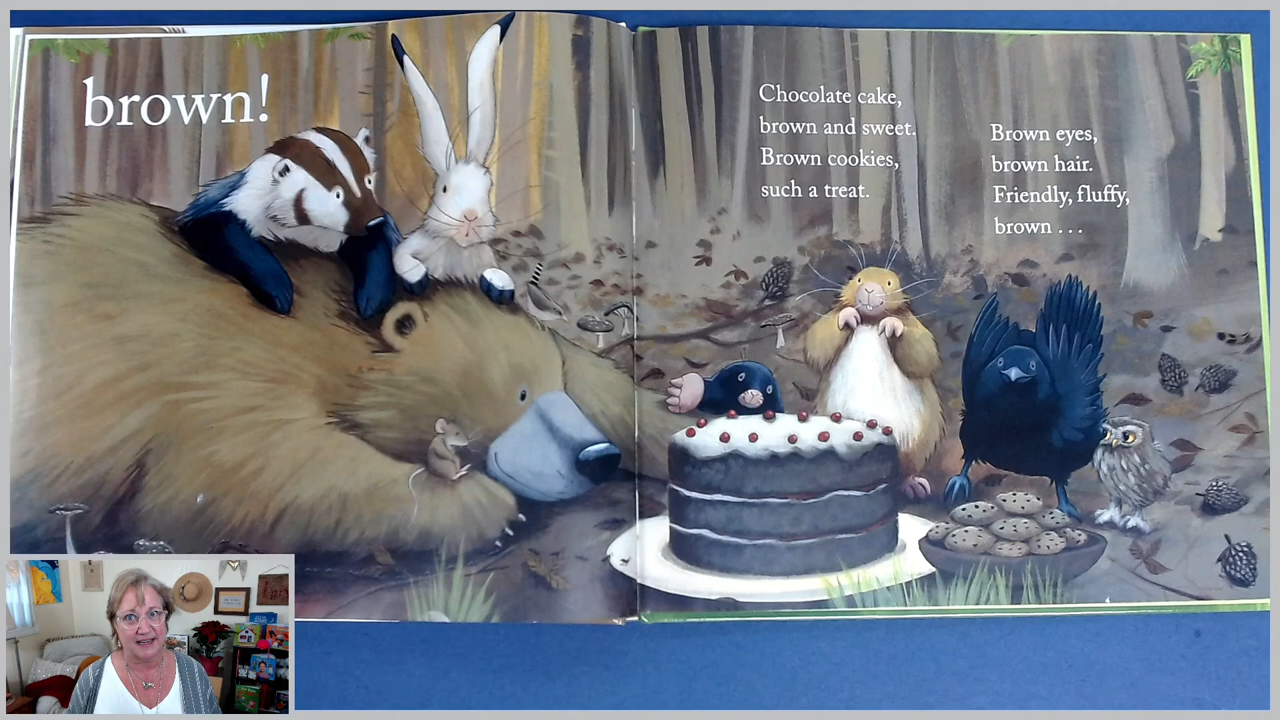 brown!
Chocolate cake,
brown and sweet.
Brown cookies,
such a treat.
Brown eyes,
brown hair.
Friendly, fluffy,
brown . . .